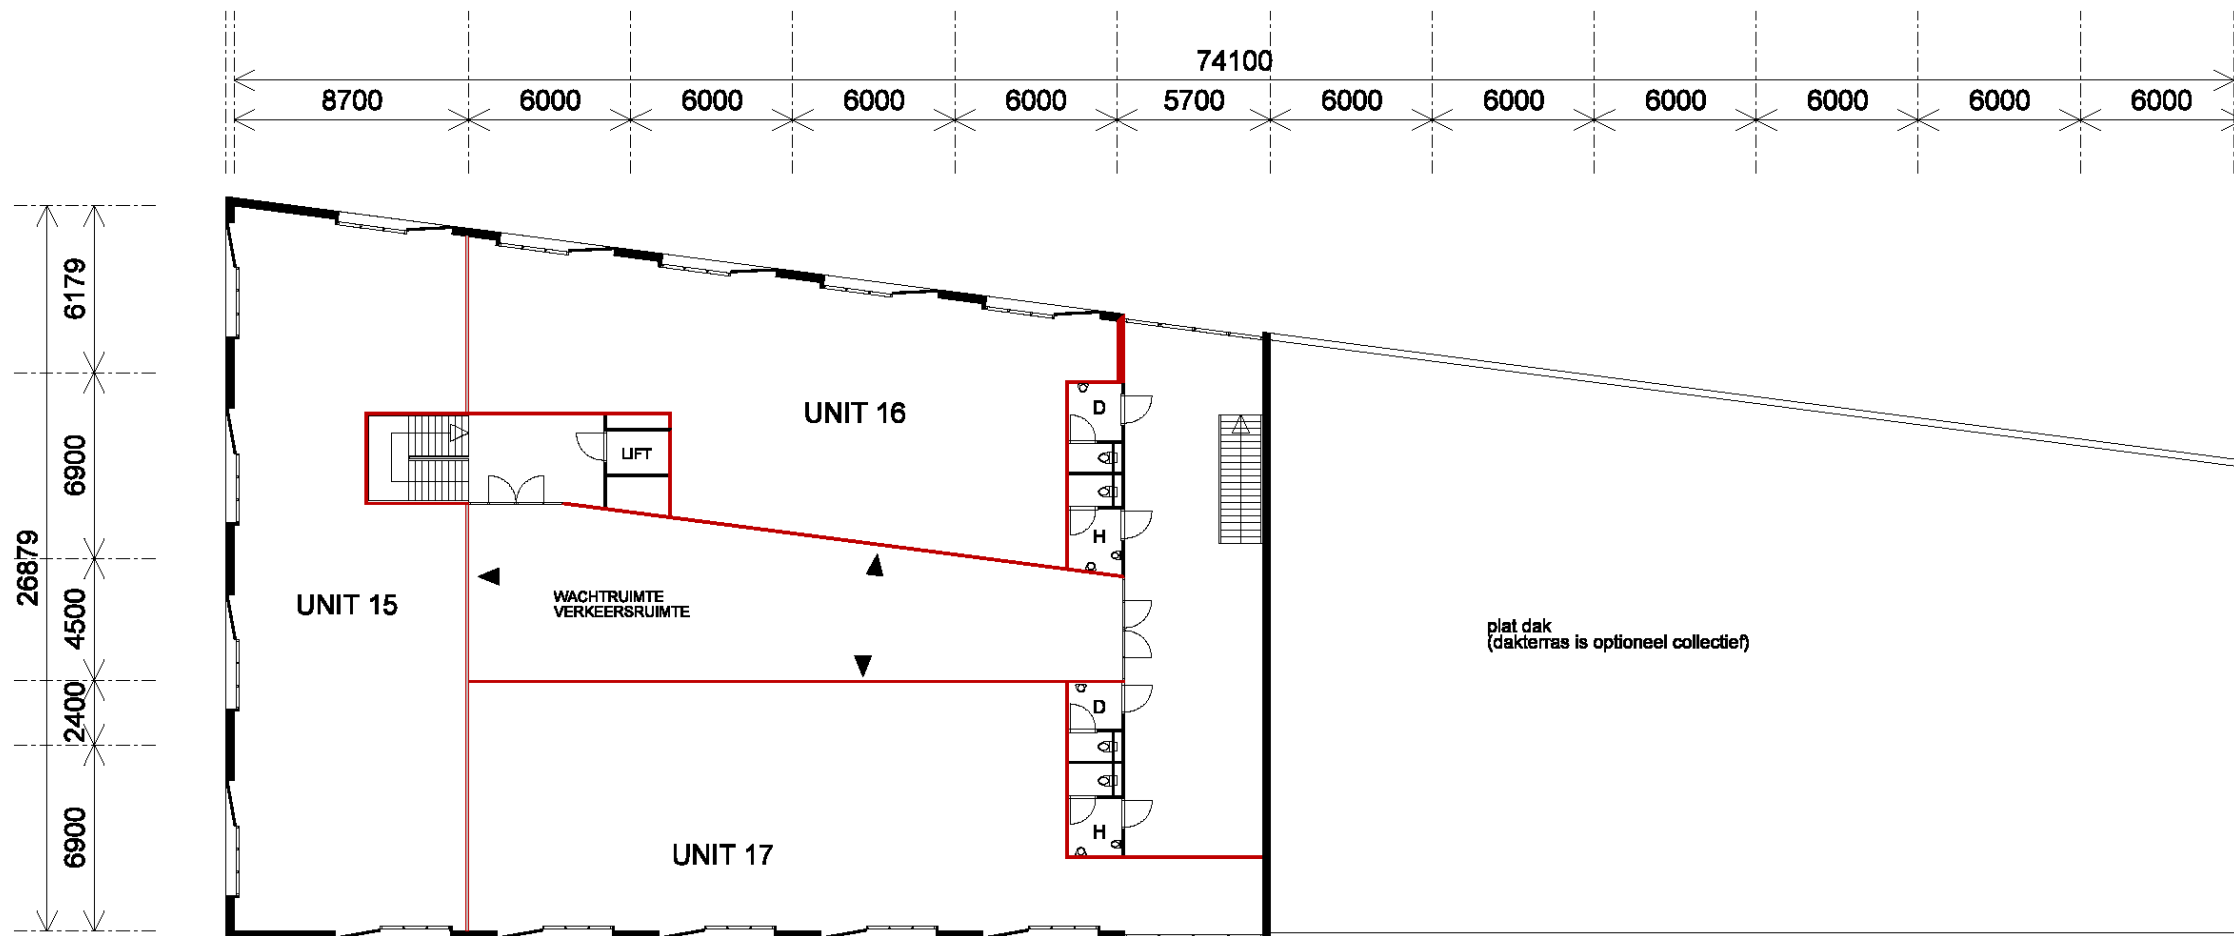 74100
8700 6000 6000 6000 6000 5700 6000 6000 6000 6000 6000 6000
26879
6179
6900
4500
2400
6900
UNIT 16
D
LIFT
H
UNIT 15
WACHTRUIMTE
VERKEERSRUIMTE
plat dak
(dakterras is optioneel collectief)
D
H
UNIT 17